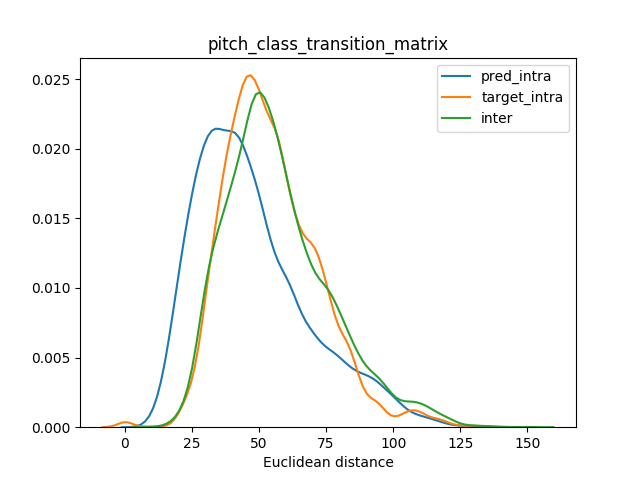 pitch_class_transition_matrix
pred_intra
target_intra
inter
0.025
0.020
0.015
0.010
0.005
0.000
0 25 50 75 100 125 150
Euclidean distance